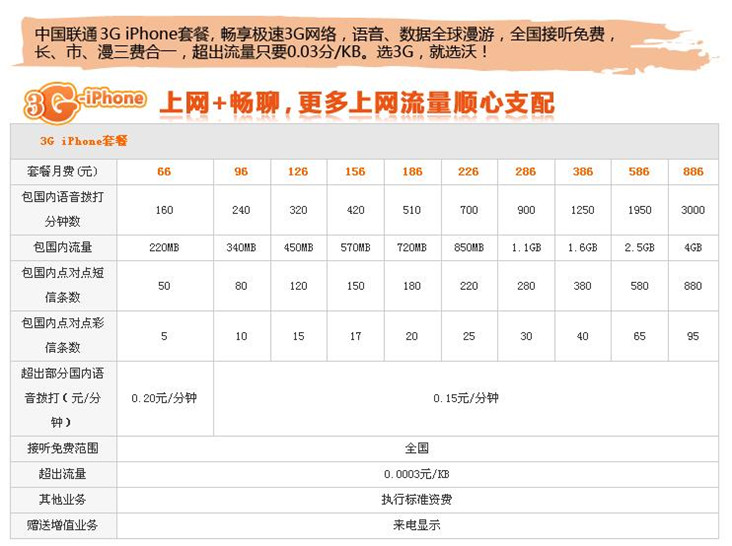 中国联通 3G iPhone套餐, 畅享极速3G网络，语音、数据全球漫游，全国接听免费，
长、市、漫三费合一，超出流量只要0.03分/KB。选3G，就选沃！
3G-iPhone 上网+畅聊，更多上网流量顺心支配
3G iPhone套餐
套餐月费(元) 66 96 126 156 186 226 286 386 586 886
包国内语音拨打
分钟数 160 240 320 420 510 700 900 1250 1950 3000
包国内流量 220MB 340MB 450MB 570MB 720MB 850MB 1.1GB 1.6GB 2.5GB 4GB
包国内点对点短
信条数 50 80 120 150 180 220 280 380 580 880
包国内点对点彩
信条数 5 10 15 17 20 25 30 40 65 95
超出部分国内语
音拨打（元/分
钟） 0.20元/分钟 0.15元/分钟
接听免费范围 全国
超出流量 0.0003元/KB
其他业务 执行标准资费
赠送增值业务 来电显示